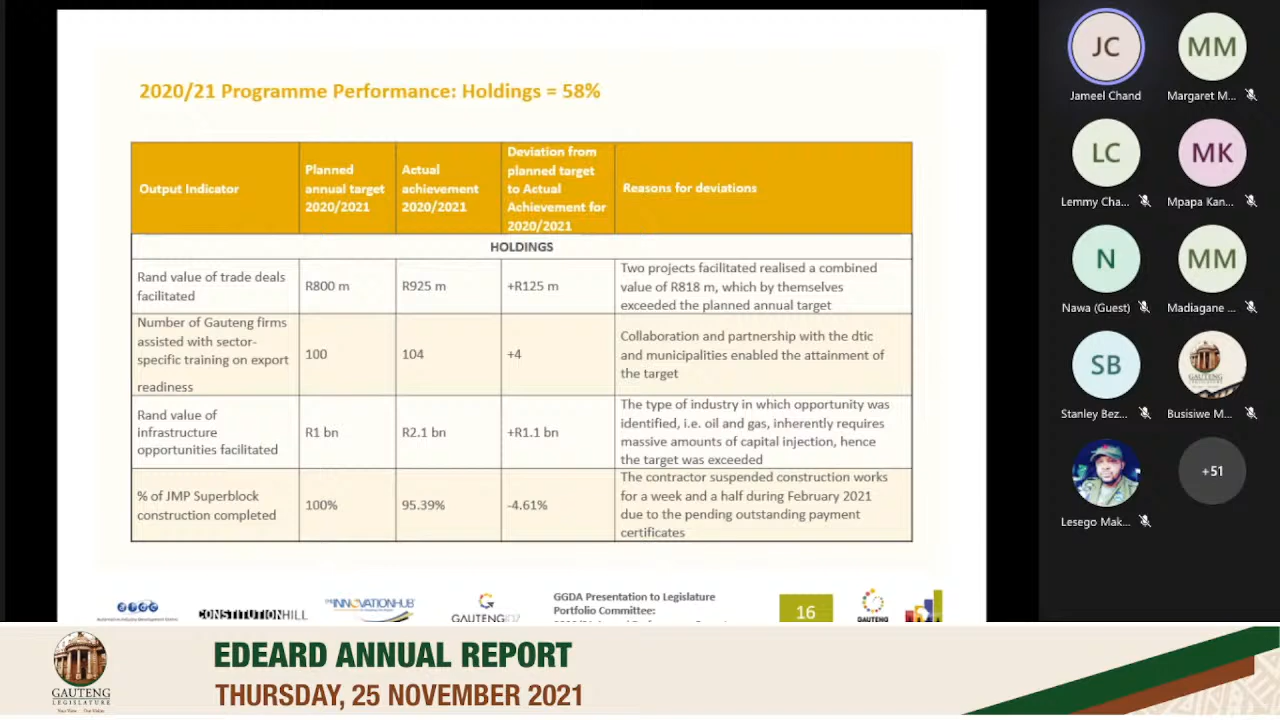 2020/21 Programme Performance: Holdings = 58%
Output Indicator
Planned
annual target
2020/2021
Actual
achievement
2020/2021
Deviation from
planned target
to Actual
Achievement for
2020/2021
Reasons for deviations
HOLDINGS
Rand value of trade deals
facilitated
R800 m
R925 m
+R125 m
Two projects facilitated realised a combined
value of R818 m, which by themselves
exceeded the planned annual target
Number of Gauteng firms
assisted with sector-
specific training on export
readiness
100
104
+4
Collaboration and partnership with the dtic
and municipalities enabled the attainment of
the target
Rand value of
infrastructure
opportunities facilitated
R1 bn
R2.1 bn
+R1.1 bn
The type of industry in which opportunity was
identified, i.e. oil and gas, inherently requires
massive amounts of capital injection, hence
the target was exceeded
% of JMP Superblock
construction completed
100%
95.39%
-4.61%
The contractor suspended construction works
for a week and a half during February 2021
due to the pending outstanding payment
certificates
CONSTITUTIONHILL
THE INNOVATIONHUB
GAUTENG
GGDA Presentation to Legislature
Portfolio Committee:
16
GAUTENG
JC
Jameel Chand
MM
Margaret M...
LC
Lemmy Cha...
MK
Mpapa Kan...
N
Nawa (Guest)
MM
Madiagane ...
SB
Stanley Bez...
GAUTENG
Busisiwe M...
Lesego Mak...
+51
GAUTENG
LEGISLATURE
EDEARD ANNUAL REPORT
THURSDAY, 25 NOVEMBER 2021